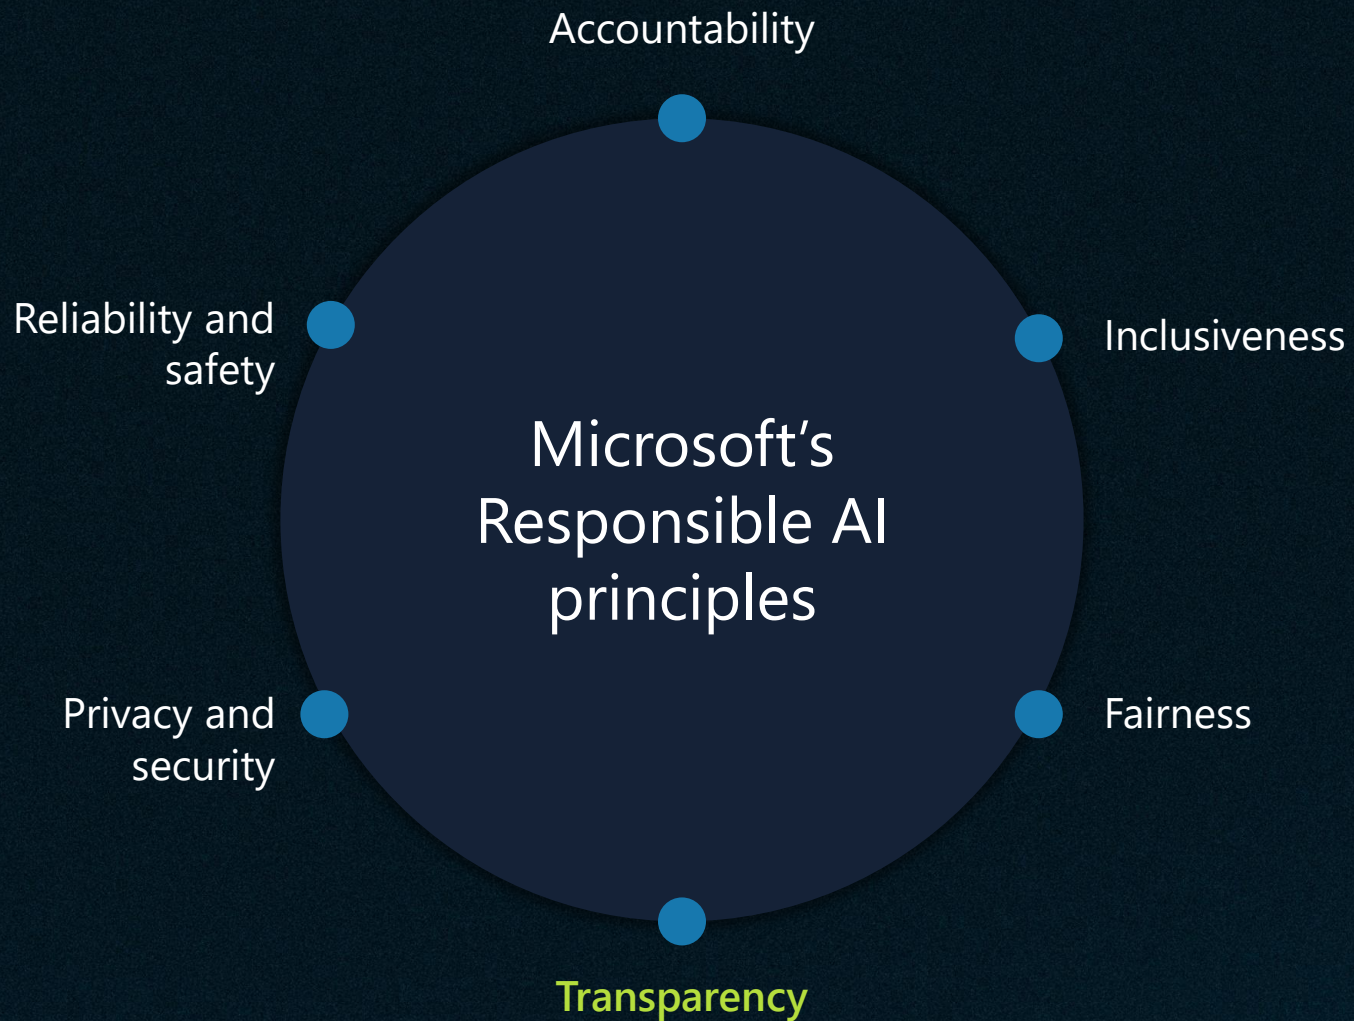 Accountability
Reliability and
safety
Inclusiveness
Microsoft’s
Responsible AI
principles
Privacy and
security
Fairness
Transparency